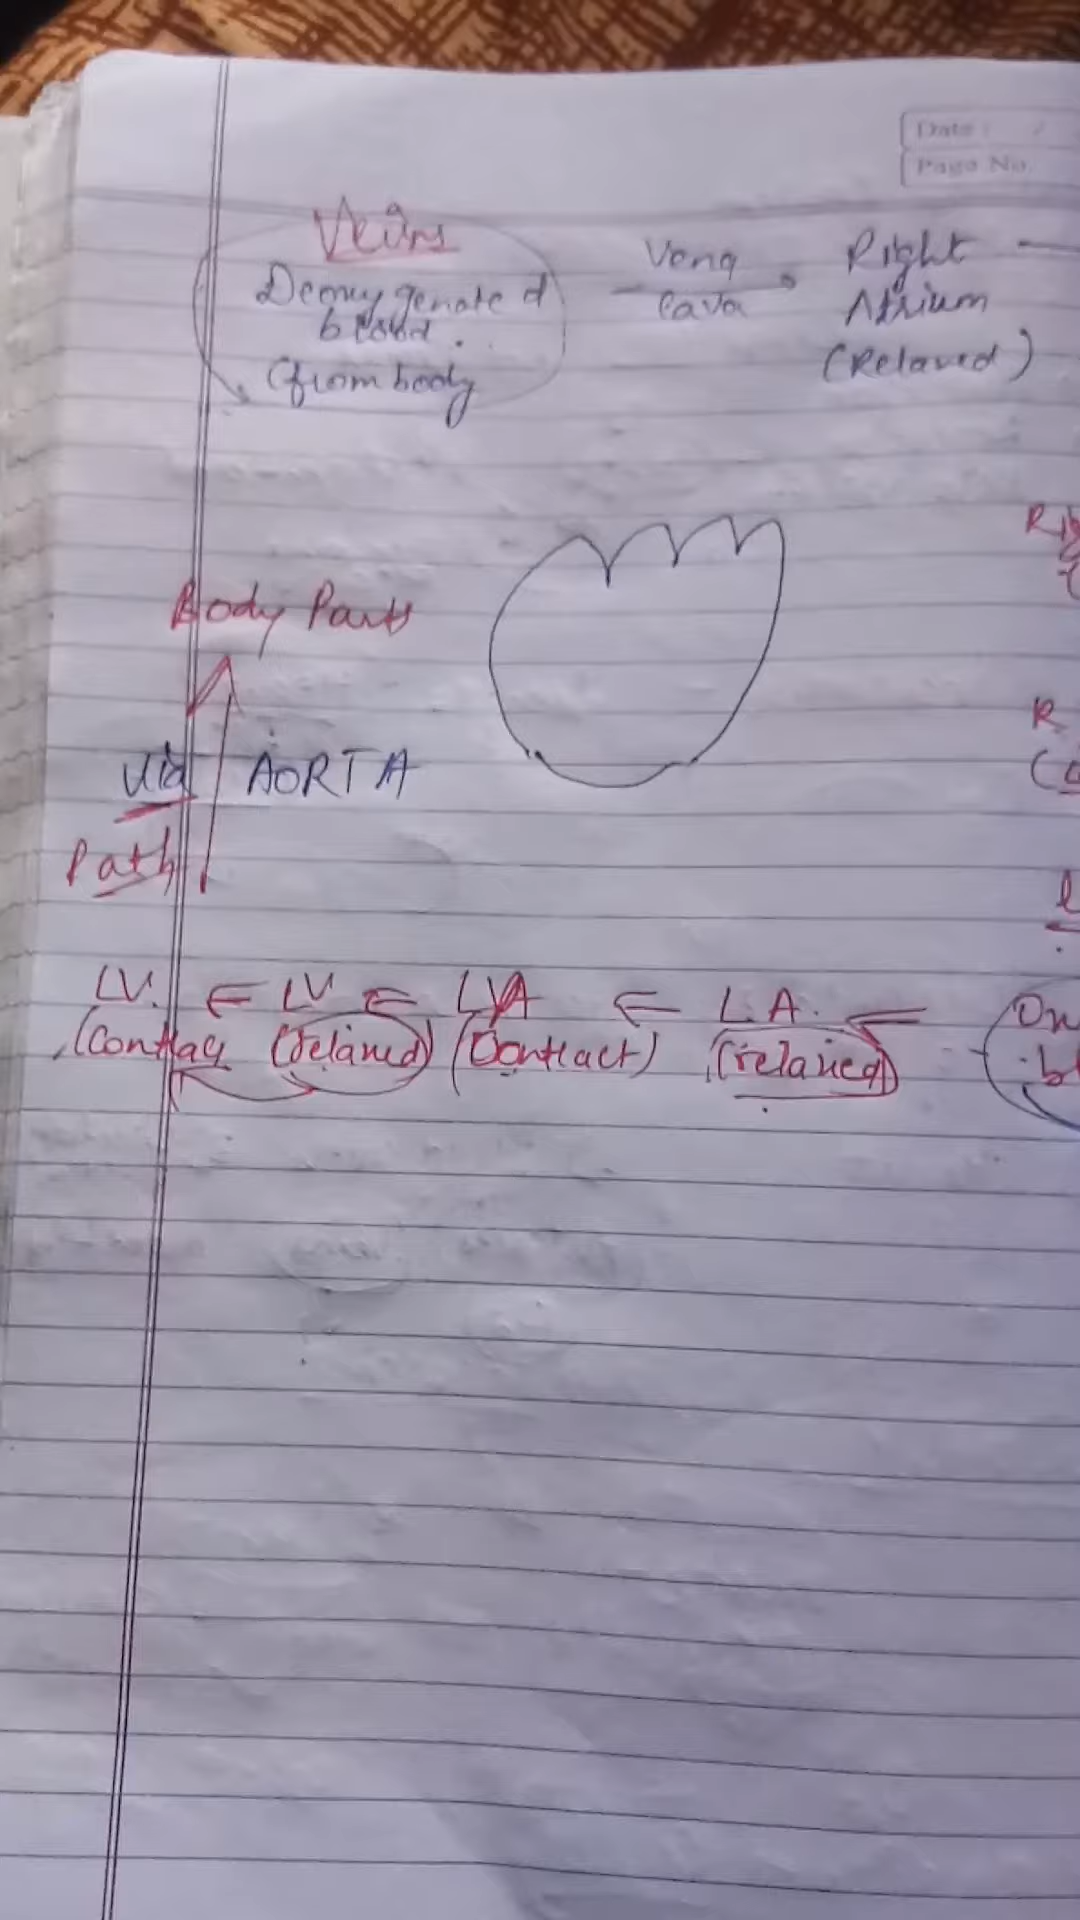 Date :
Page No.
Veins
Deoxygenated
blood.
(from body
Vena
cava
Right
Atrium
(Relaxed)
Body Parts
via AORTA
Path
LV. ← LV ← LA ← L.A. ←
(Contrac (relaxed) (Contract) (relaxed)